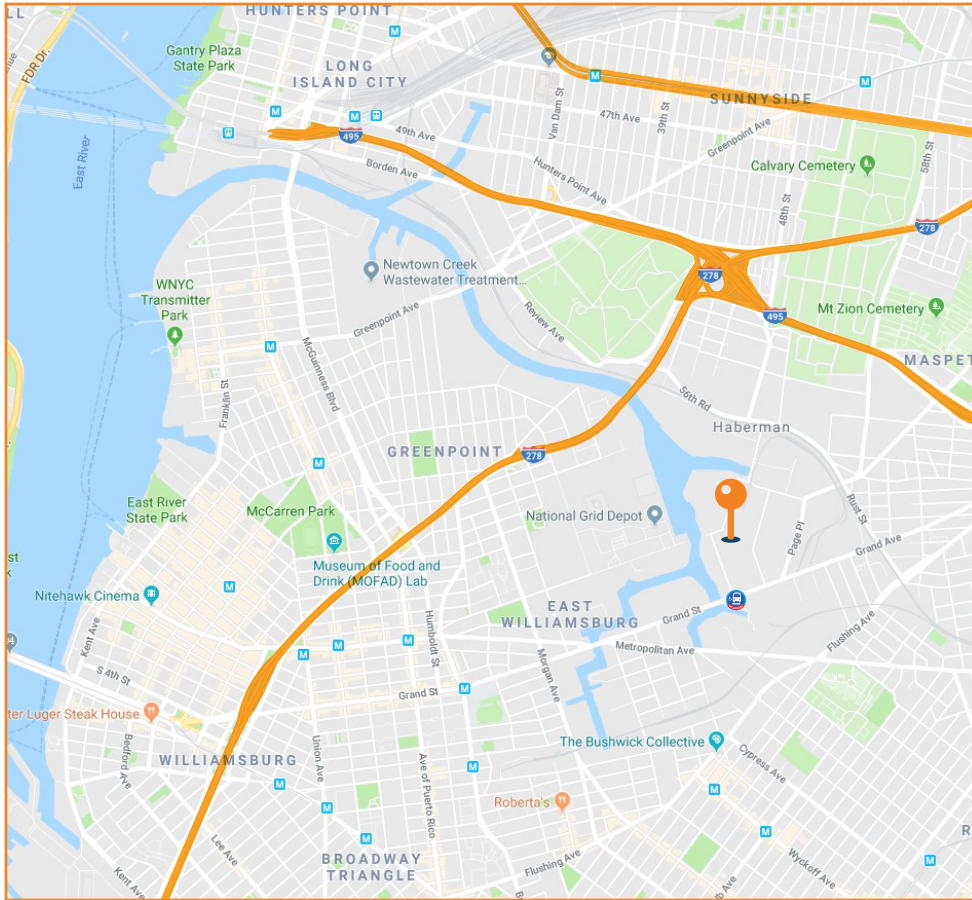 LL
HUNTERS POINT
Gantry Plaza
State Park
FDR Dr.
LONG
ISLAND CITY
SUNNYSIDE
Van Dam St
47th Ave
39th St
Greenpoint Ave
49th Ave
495
Borden Ave
Hunters Point Ave
Calvary Cemetery
58th St
48th St
East River
278
Newtown Creek
Wastewater Treatment...
278
WNYC
Transmitter
Park
Greenpoint Ave
Review Ave
495
Mt Zion Cemetery
McGuinness Blvd
MASPET
Franklin St
56th Rd
Haberman
GREENPOINT
278
East River
State Park
McCarren Park
National Grid Depot
Rust St
Page Pl
Grand Ave
st
Museum of Food and
Drink (MOFAD) Lab
Nitehawk Cinema
EAST
WILLIAMSBURG
Grand St
Humboldt St
Flushing Ave
Kent Ave
Metropolitan Ave
Morgan Ave
S 4th St
Grand St
ter Luger Steak House
Bedford Ave
Union Ave
The Bushwick Collective
WILLIAMSBURG
Cypress Ave
Ave of Puerto Rico
Roberta's
R
Lee Ave
BROADWAY
TRIANGLE
Flushing Ave
Wyckoff Ave
Kent Ave